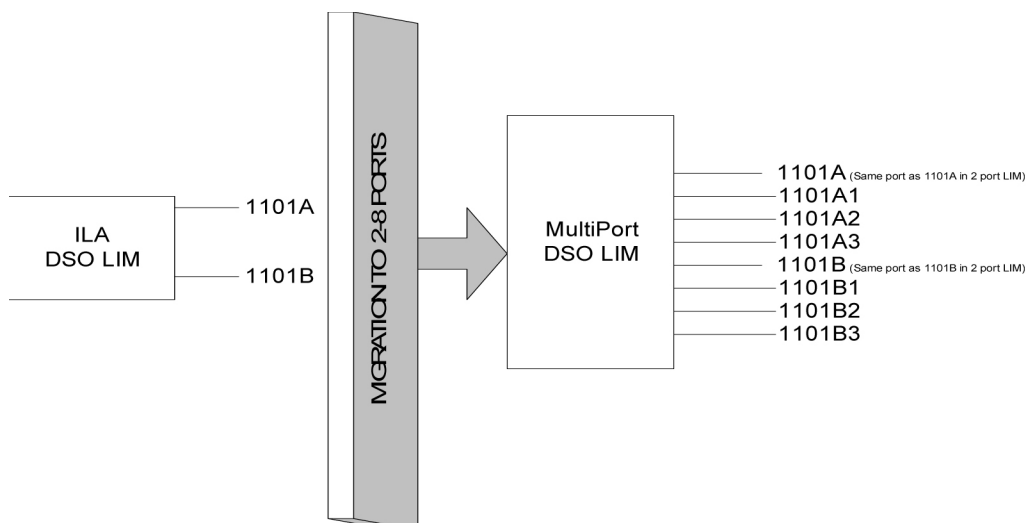 ILA
DSO LIM
1101A
1101B
MIGRATION TO 2-8 PORTS
MultiPort
DSO LIM
1101A (Same port as 1101A in 2 port LIM)
1101A1
1101A2
1101A3
1101B (Same port as 1101B in 2 port LIM)
1101B1
1101B2
1101B3